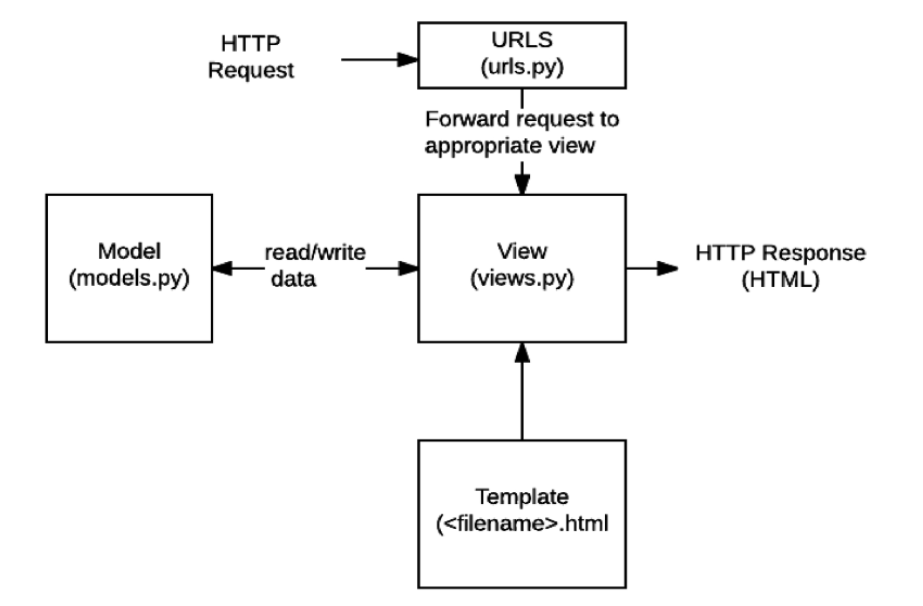 HTTP
Request
URLS
(urls.py)
Forward request to
appropriate view
Model
(models.py)
read/write
data
View
(views.py)
HTTP Response
(HTML)
Template
(<filename>.html